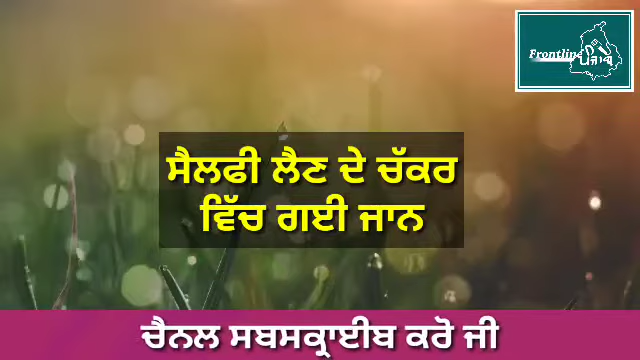 Frontline
ਪੰਜਾਬ
ਸੈਲਫੀ ਲੈਣ ਦੇ ਚੱਕਰ
ਵਿੱਚ ਗਈ ਜਾਨ
ਚੈਨਲ ਸਬਸਕ੍ਰਾਈਬ ਕਰੋ ਜੀ